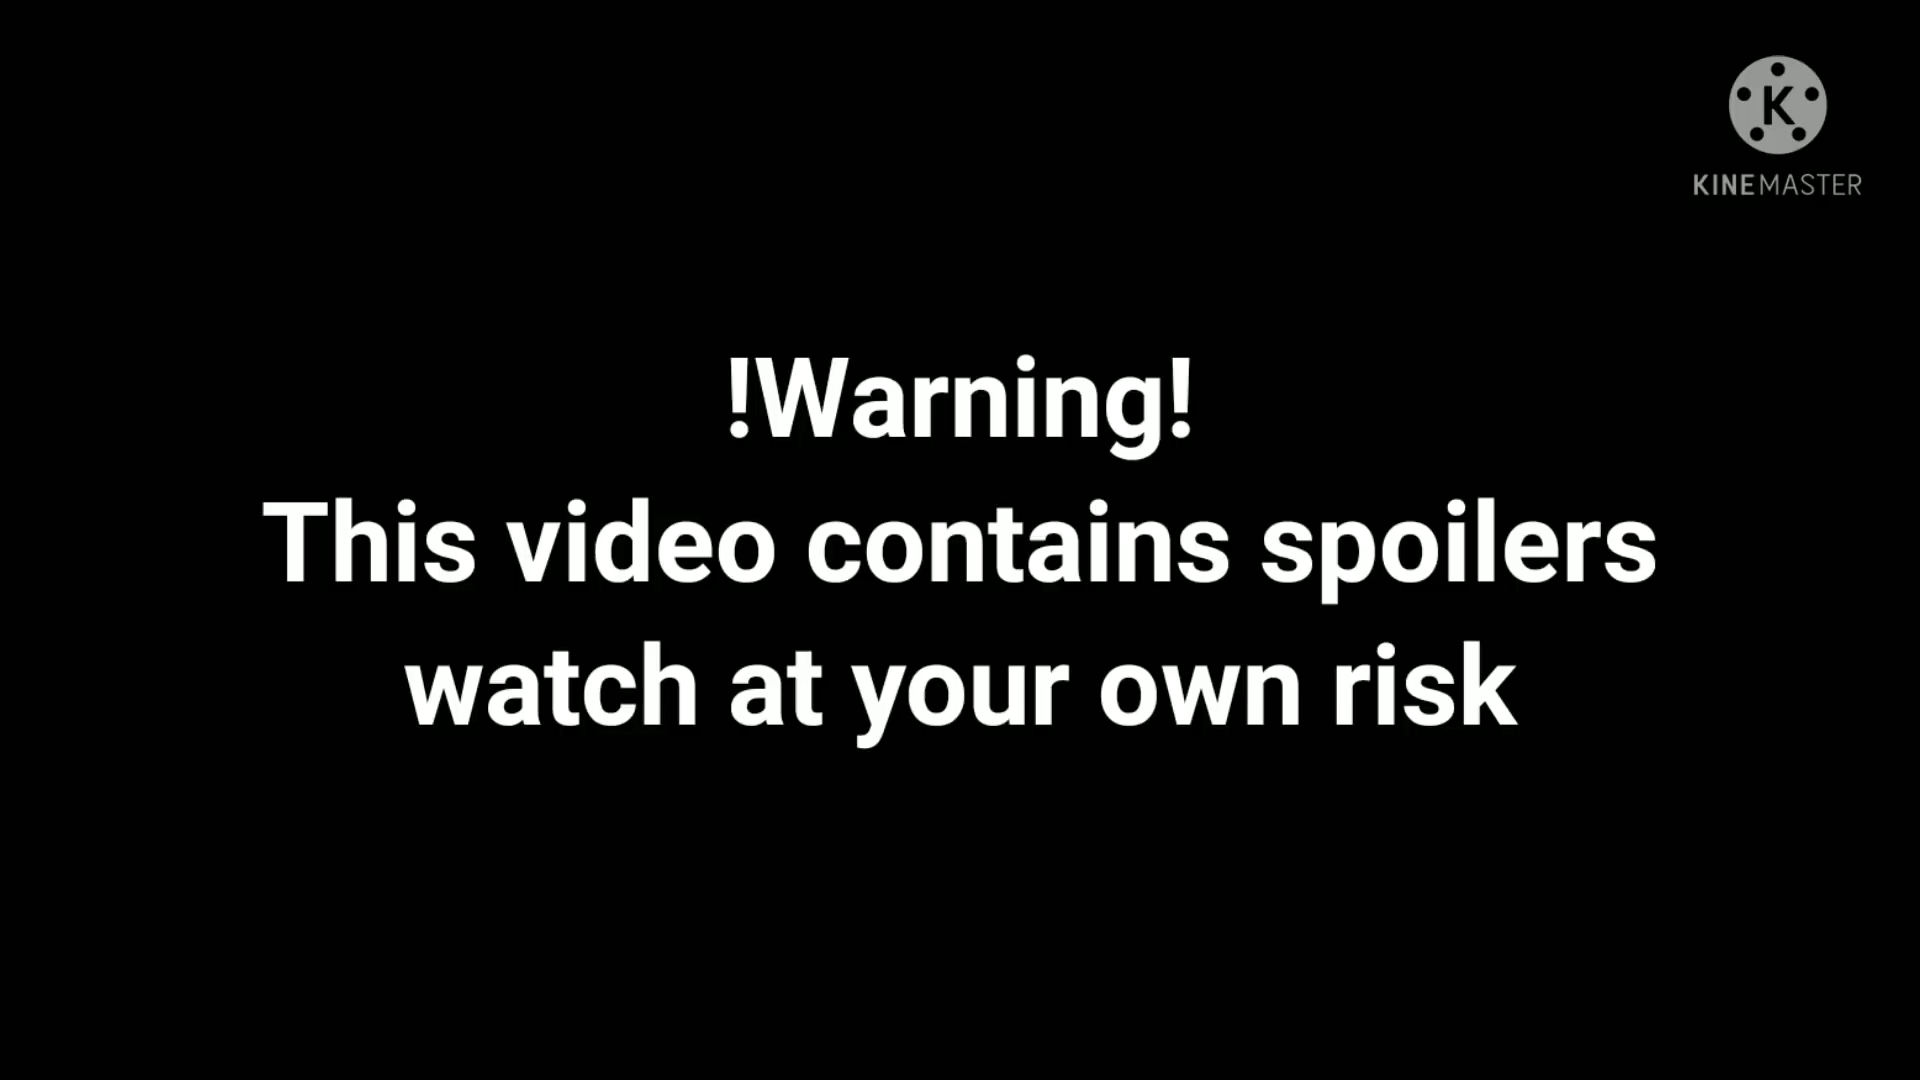 K
KINEMASTER
!Warning!
This video contains spoilers
watch at your own risk